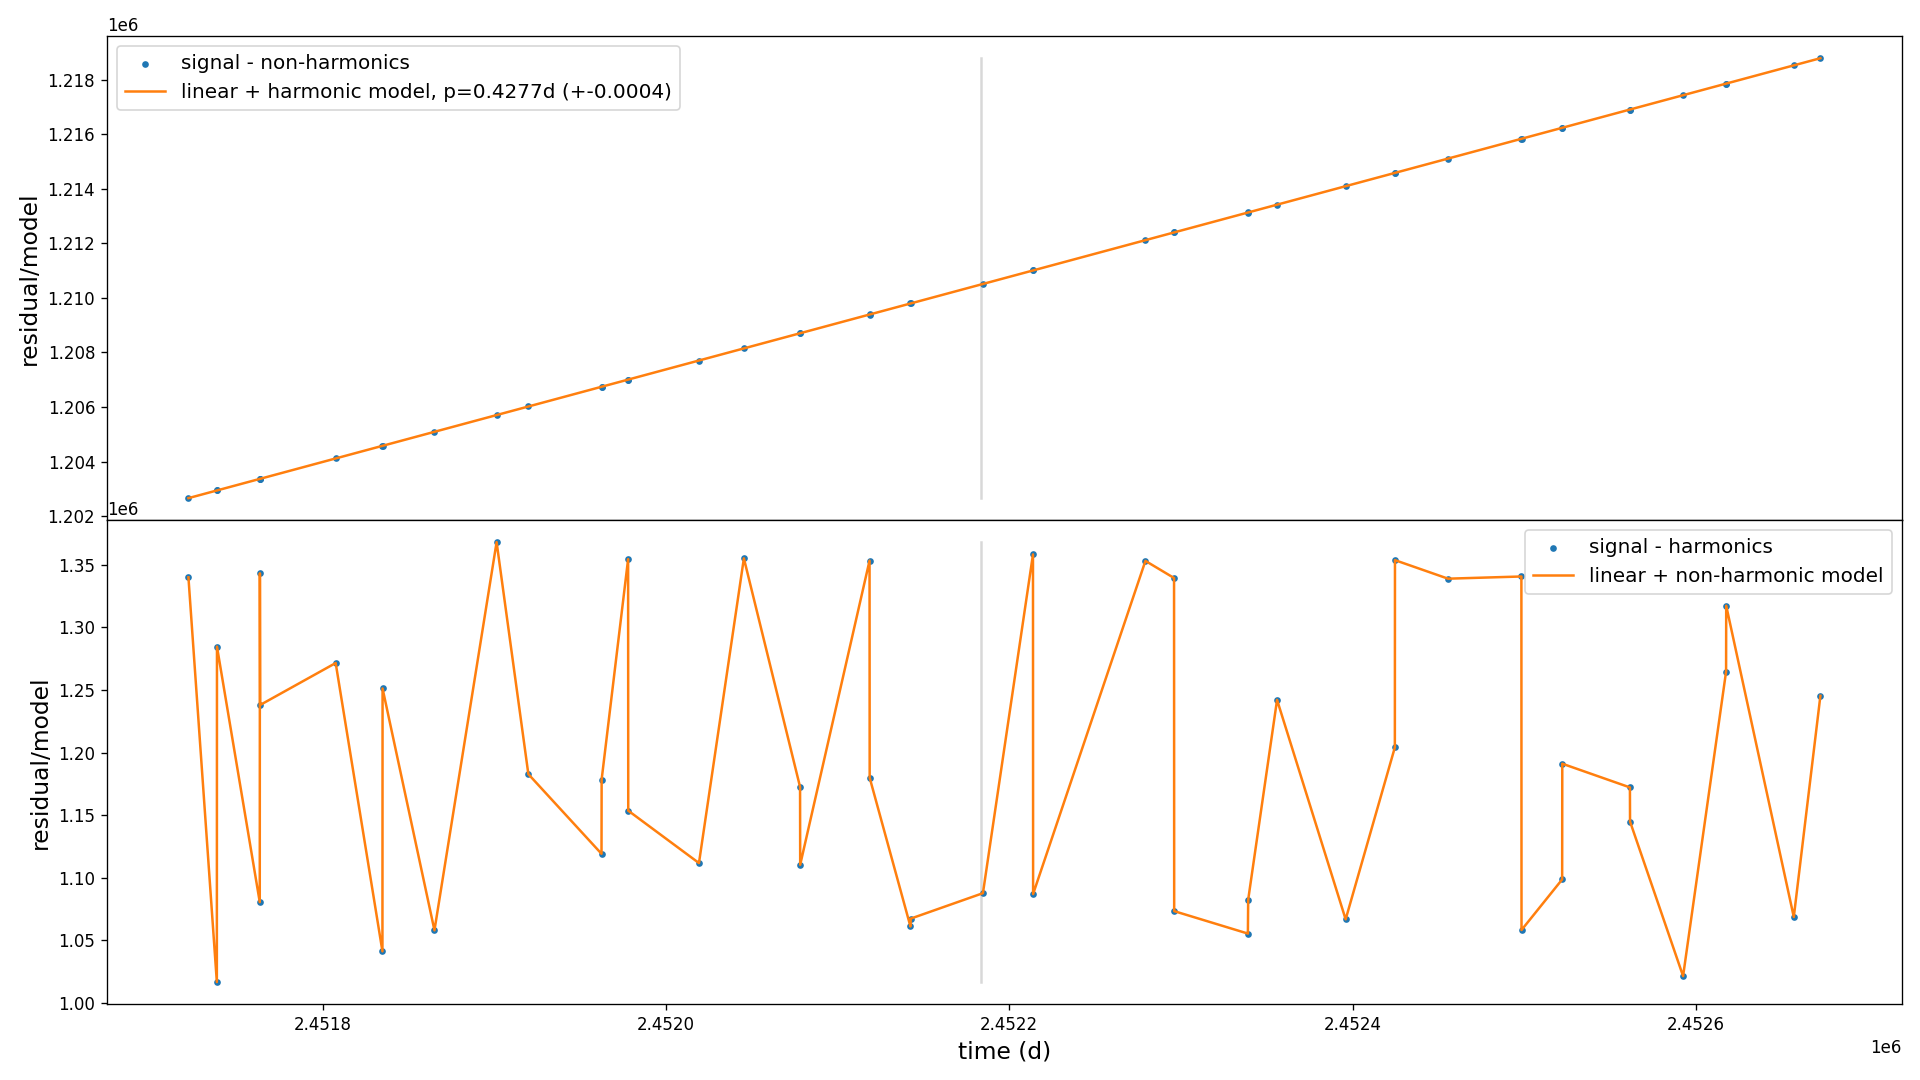 1e6
signal - non-harmonics
linear + harmonic model, p=0.4277d (+-0.0004)
1.218
1.216
1.214
1.212
1.210
1.208
1.206
1.204
1.202
residual/model
1e6
signal - harmonics
linear + non-harmonic model
1.35
1.30
1.25
1.20
1.15
1.10
1.05
1.00
residual/model
2.4518
2.4520
2.4522
2.4524
2.4526
1e6
time (d)